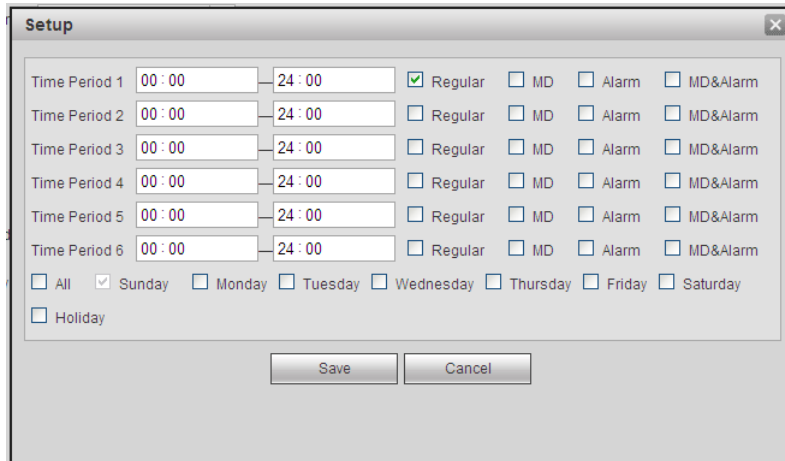 Setup
Time Period 1 00:00 — 24:00 Regular MD Alarm MD&Alarm
Time Period 2 00:00 — 24:00 Regular MD Alarm MD&Alarm
Time Period 3 00:00 — 24:00 Regular MD Alarm MD&Alarm
Time Period 4 00:00 — 24:00 Regular MD Alarm MD&Alarm
Time Period 5 00:00 — 24:00 Regular MD Alarm MD&Alarm
Time Period 6 00:00 — 24:00 Regular MD Alarm MD&Alarm
All Sunday Monday Tuesday Wednesday Thursday Friday Saturday
Holiday
Save Cancel